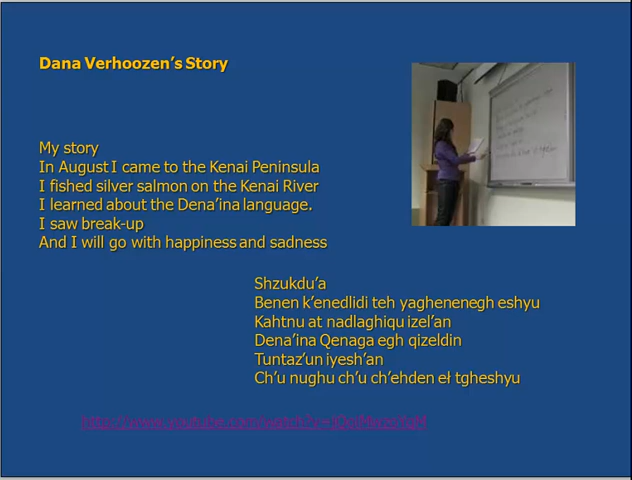 Dana Verhoozen's Story
My story
In August I came to the Kenai Peninsula
I fished silver salmon on the Kenai River
I learned about the Dena'ina language.
I saw break-up
And I will go with happiness and sadness
Shzukdu'a
Benen k'enedlidi teh yaghenenegh eshyu
Kahtnu at nadlaghiqu izel'an
Dena'ina Qenaga egh qizeldin
Tuntaz'un iyesh'an
Ch'u nughu ch'u ch'ehden eł tgheshyu